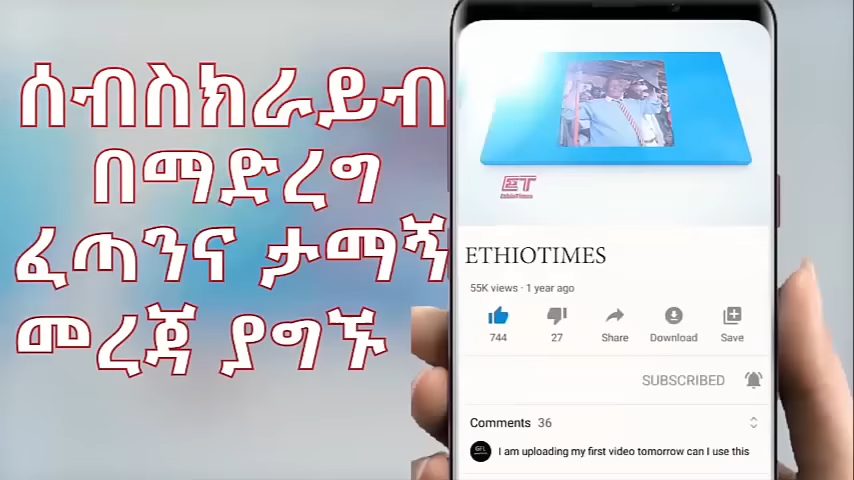 ሰብስክራይብ
በማድረግ
ፈጣንና ታማኝ
መረጃ ያግኙ
ET
EthioTimes
ETHIOTIMES
55K views · 1 year ago
744
27
Share
Download
Save
SUBSCRIBED
Comments 36
I am uploading my first video tomorrow can I use this